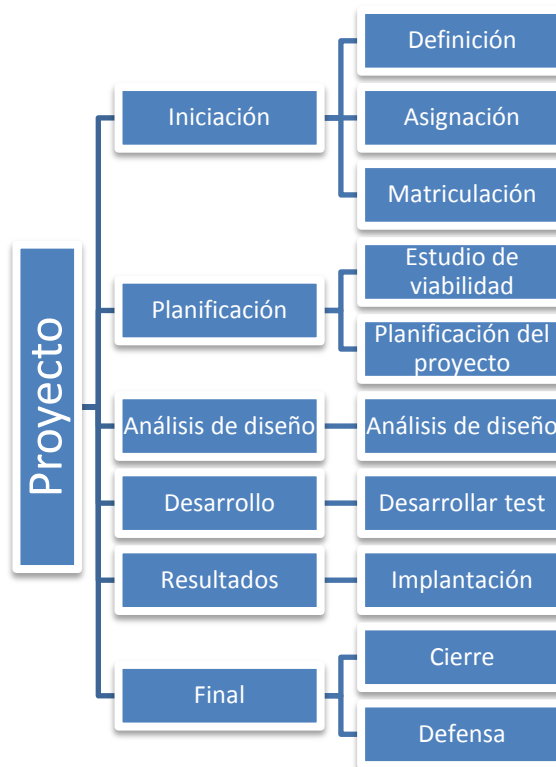 Proyecto
Iniciación
Definición
Asignación
Matriculación
Planificación
Estudio de
viabilidad
Planificación del
proyecto
Análisis de diseño
Análisis de diseño
Desarrollo
Desarrollar test
Resultados
Implantación
Final
Cierre
Defensa